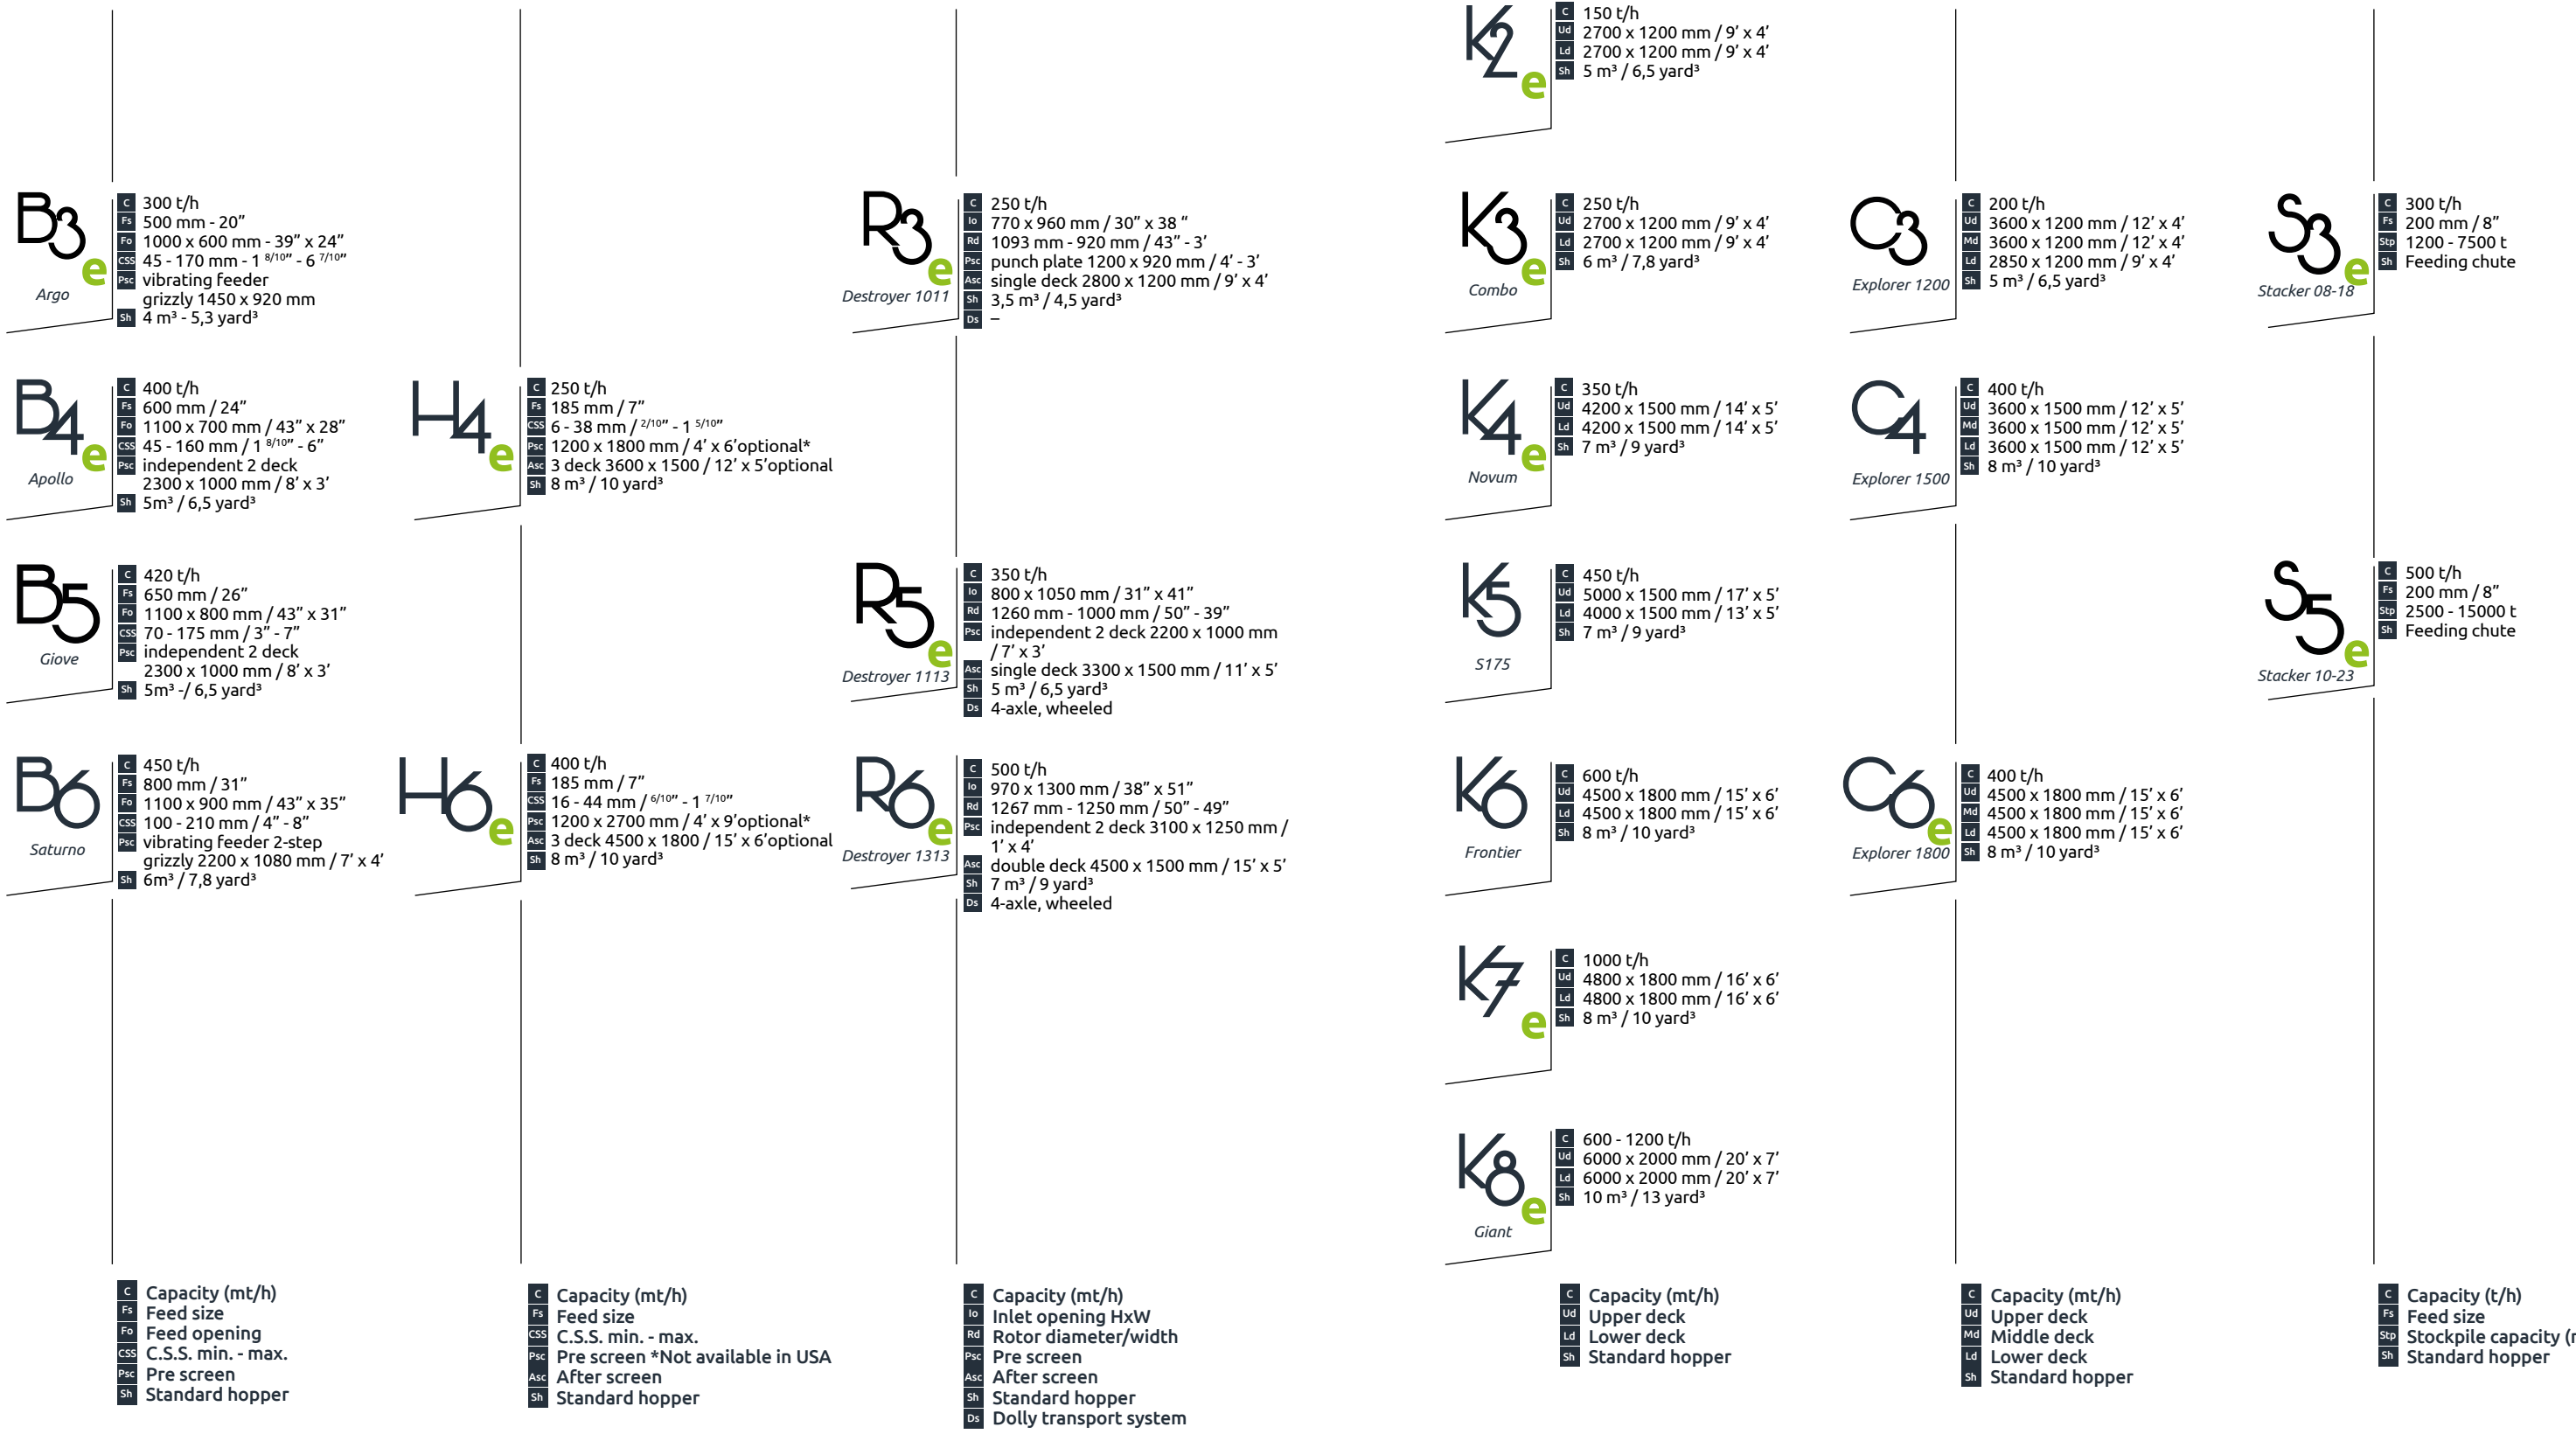 B3
e
Argo
C 300 t/h
Fs 500 mm - 20”
Fo 1000 x 600 mm - 39” x 24”
CSS 45 - 170 mm - 1 8/10” - 6 7/10”
Psc vibrating feeder
grizzly 1450 x 920 mm
Sh 4 m³ - 5,3 yard³
B4
e
Apollo
C 400 t/h
Fs 600 mm / 24”
Fo 1100 x 700 mm / 43” x 28”
CSS 45 - 160 mm / 1 8/10” - 6”
Psc independent 2 deck
2300 x 1000 mm / 8’ x 3’
Sh 5m³ / 6,5 yard³
B5
Giove
C 420 t/h
Fs 650 mm / 26”
Fo 1100 x 800 mm / 43” x 31”
CSS 70 - 175 mm / 3” - 7”
Psc independent 2 deck
2300 x 1000 mm / 8’ x 3’
Sh 5m³ -/ 6,5 yard³
B6
Saturno
C 450 t/h
Fs 800 mm / 31”
Fo 1100 x 900 mm / 43” x 35”
CSS 100 - 210 mm / 4” - 8”
Psc vibrating feeder 2-step
grizzly 2200 x 1080 mm / 7’ x 4’
Sh 6m³ / 7,8 yard³
C Capacity (mt/h)
Fs Feed size
Fo Feed opening
CSS C.S.S. min. - max.
Psc Pre screen
Sh Standard hopper
H4
e
C 250 t/h
Fs 185 mm / 7”
CSS 6 - 38 mm / 2/10” - 1 5/10”
Psc 1200 x 1800 mm / 4’ x 6’optional*
Asc 3 deck 3600 x 1500 / 12’ x 5’optional
Sh 8 m³ / 10 yard³
H6
e
C 400 t/h
Fs 185 mm / 7”
CSS 16 - 44 mm / 6/10” - 1 7/10”
Psc 1200 x 2700 mm / 4’ x 9’optional*
Asc 3 deck 4500 x 1800 / 15’ x 6’optional
Sh 8 m³ / 10 yard³
C Capacity (mt/h)
Fs Feed size
CSS C.S.S. min. - max.
Psc Pre screen *Not available in USA
Asc After screen
Sh Standard hopper
R3
e
Destroyer 1011
C 250 t/h
Io 770 x 960 mm / 30” x 38 “
Rd 1093 mm - 920 mm / 43” - 3’
Psc punch plate 1200 x 920 mm / 4’ - 3’
Asc single deck 2800 x 1200 mm / 9’ x 4’
Sh 3,5 m³ / 4,5 yard³
Ds –
R5
e
Destroyer 1113
C 350 t/h
Io 800 x 1050 mm / 31” x 41”
Rd 1260 mm - 1000 mm / 50” - 39”
Psc independent 2 deck 2200 x 1000 mm
/ 7’ x 3’
Asc single deck 3300 x 1500 mm / 11’ x 5’
Sh 5 m³ / 6,5 yard³
Ds 4-axle, wheeled
R6
e
Destroyer 1313
C 500 t/h
Io 970 x 1300 mm / 38” x 51”
Rd 1267 mm - 1250 mm / 50” - 49”
Psc independent 2 deck 3100 x 1250 mm /
1’ x 4’
Asc double deck 4500 x 1500 mm / 15’ x 5’
Sh 7 m³ / 9 yard³
Ds 4-axle, wheeled
C Capacity (mt/h)
Io Inlet opening HxW
Rd Rotor diameter/width
Psc Pre screen
Asc After screen
Sh Standard hopper
Ds Dolly transport system
K2
e
C 150 t/h
Ud 2700 x 1200 mm / 9’ x 4’
Ld 2700 x 1200 mm / 9’ x 4’
Sh 5 m³ / 6,5 yard³
K3
e
Combo
C 250 t/h
Ud 2700 x 1200 mm / 9’ x 4’
Ld 2700 x 1200 mm / 9’ x 4’
Sh 6 m³ / 7,8 yard³
K4
e
Novum
C 350 t/h
Ud 4200 x 1500 mm / 14’ x 5’
Ld 4200 x 1500 mm / 14’ x 5’
Sh 7 m³ / 9 yard³
K5
S175
C 450 t/h
Ud 5000 x 1500 mm / 17’ x 5’
Ld 4000 x 1500 mm / 13’ x 5’
Sh 7 m³ / 9 yard³
K6
Frontier
C 600 t/h
Ud 4500 x 1800 mm / 15’ x 6’
Ld 4500 x 1800 mm / 15’ x 6’
Sh 8 m³ / 10 yard³
K7
e
C 1000 t/h
Ud 4800 x 1800 mm / 16’ x 6’
Ld 4800 x 1800 mm / 16’ x 6’
Sh 8 m³ / 10 yard³
K8
e
Giant
C 600 - 1200 t/h
Ud 6000 x 2000 mm / 20’ x 7’
Ld 6000 x 2000 mm / 20’ x 7’
Sh 10 m³ / 13 yard³
C Capacity (mt/h)
Ud Upper deck
Ld Lower deck
Sh Standard hopper
C3
Explorer 1200
C 200 t/h
Ud 3600 x 1200 mm / 12’ x 4’
Md 3600 x 1200 mm / 12’ x 4’
Ld 2850 x 1200 mm / 9’ x 4’
Sh 5 m³ / 6,5 yard³
C4
Explorer 1500
C 400 t/h
Ud 3600 x 1500 mm / 12’ x 5’
Md 3600 x 1500 mm / 12’ x 5’
Ld 3600 x 1500 mm / 12’ x 5’
Sh 8 m³ / 10 yard³
C6
e
Explorer 1800
C 400 t/h
Ud 4500 x 1800 mm / 15’ x 6’
Md 4500 x 1800 mm / 15’ x 6’
Ld 4500 x 1800 mm / 15’ x 6’
Sh 8 m³ / 10 yard³
C Capacity (mt/h)
Ud Upper deck
Md Middle deck
Ld Lower deck
Sh Standard hopper
S3
e
Stacker 08-18
C 300 t/h
Fs 200 mm / 8”
Stp 1200 - 7500 t
Sh Feeding chute
S5
e
Stacker 10-23
C 500 t/h
Fs 200 mm / 8”
Stp 2500 - 15000 t
Sh Feeding chute
C Capacity (t/h)
Fs Feed size
Stp Stockpile capacity (
Sh Standard hopper